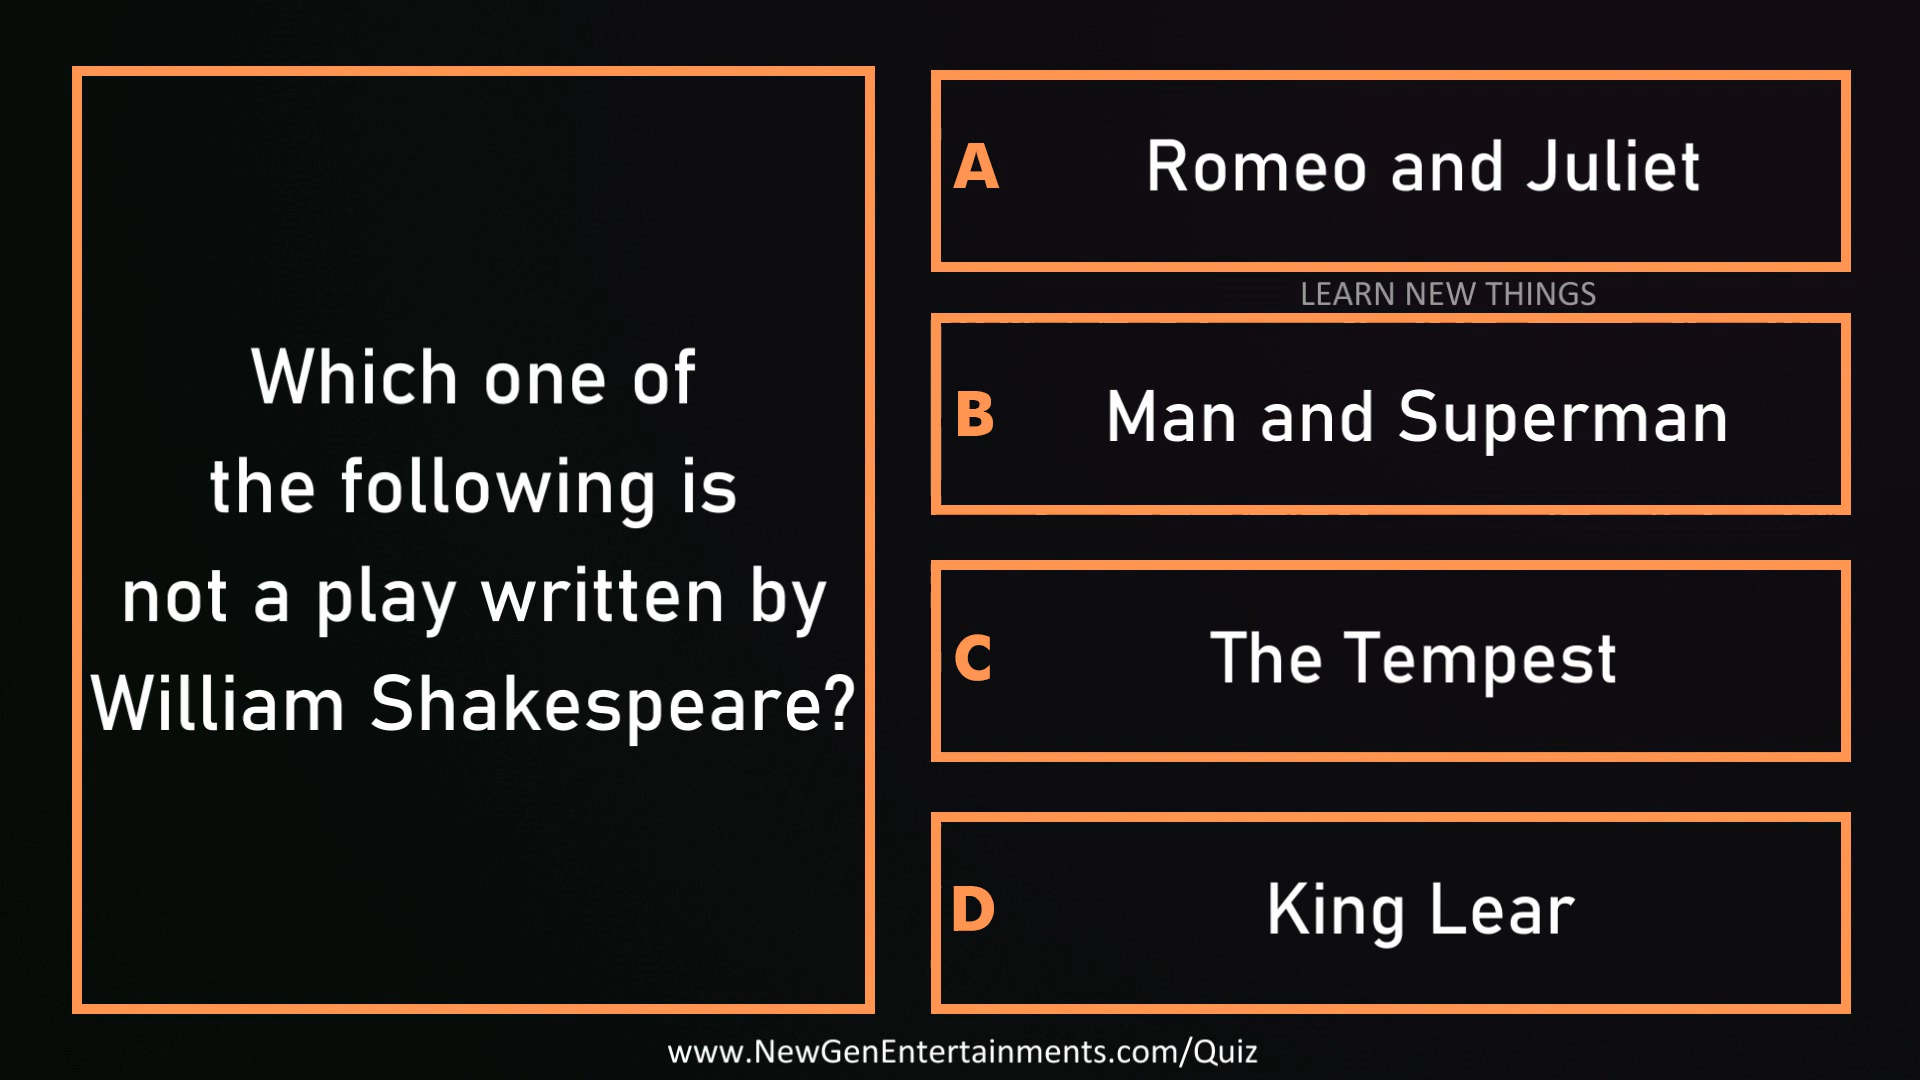 Which one of
the following is
not a play written by
William Shakespeare?
A Romeo and Juliet
LEARN NEW THINGS
B Man and Superman
C The Tempest
D King Lear
www.NewGenEntertainments.com/Quiz